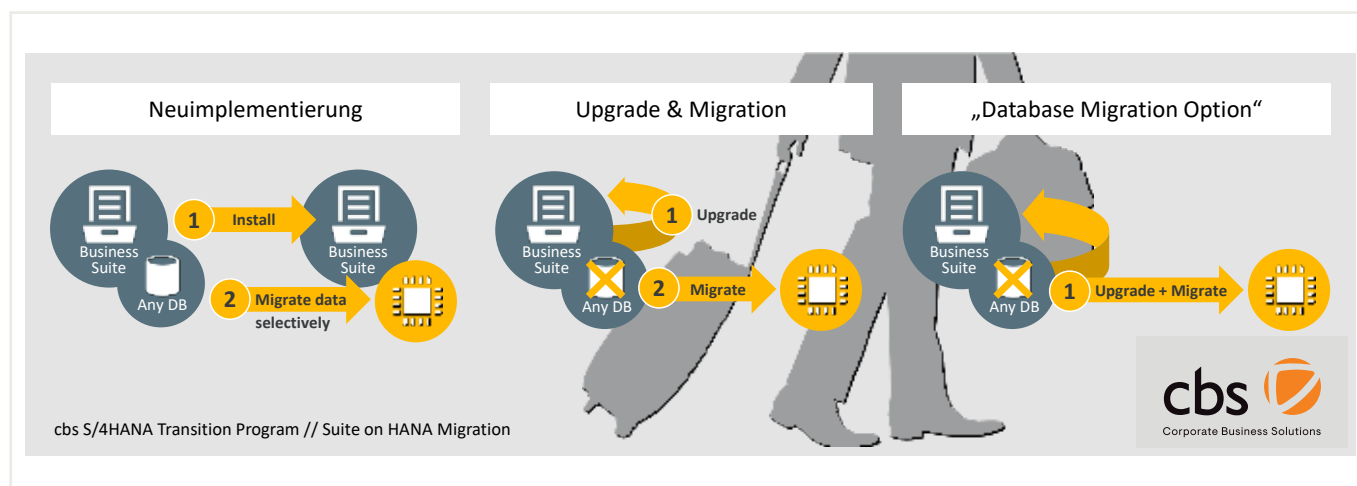 Neuimplementierung
Upgrade & Migration
„Database Migration Option“
Business
Suite
Any DB
1 Install
Business
Suite
2 Migrate data
selectively
Business
Suite
Any DB
1 Upgrade
2 Migrate
Business
Suite
Any DB
1 Upgrade + Migrate
cbs S/4HANA Transition Program // Suite on HANA Migration
cbs
Corporate Business Solutions